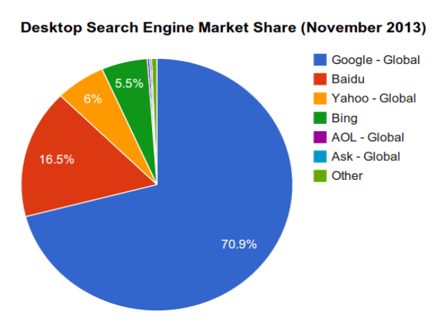 Desktop Search Engine Market Share (November 2013)
Google - Global
Baidu
Yahoo - Global
Bing
AOL - Global
Ask - Global
Other
5.5%
6%
16.5%
70.9%